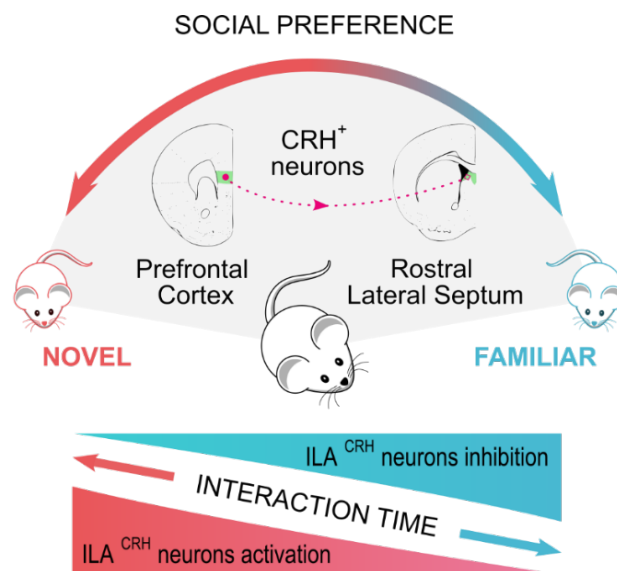 SOCIAL PREFERENCE
CRH+
neurons
Prefrontal
Cortex
Rostral
Lateral Septum
NOVEL
FAMILIAR
ILA CRH neurons inhibition
INTERACTION TIME
ILA CRH neurons activation